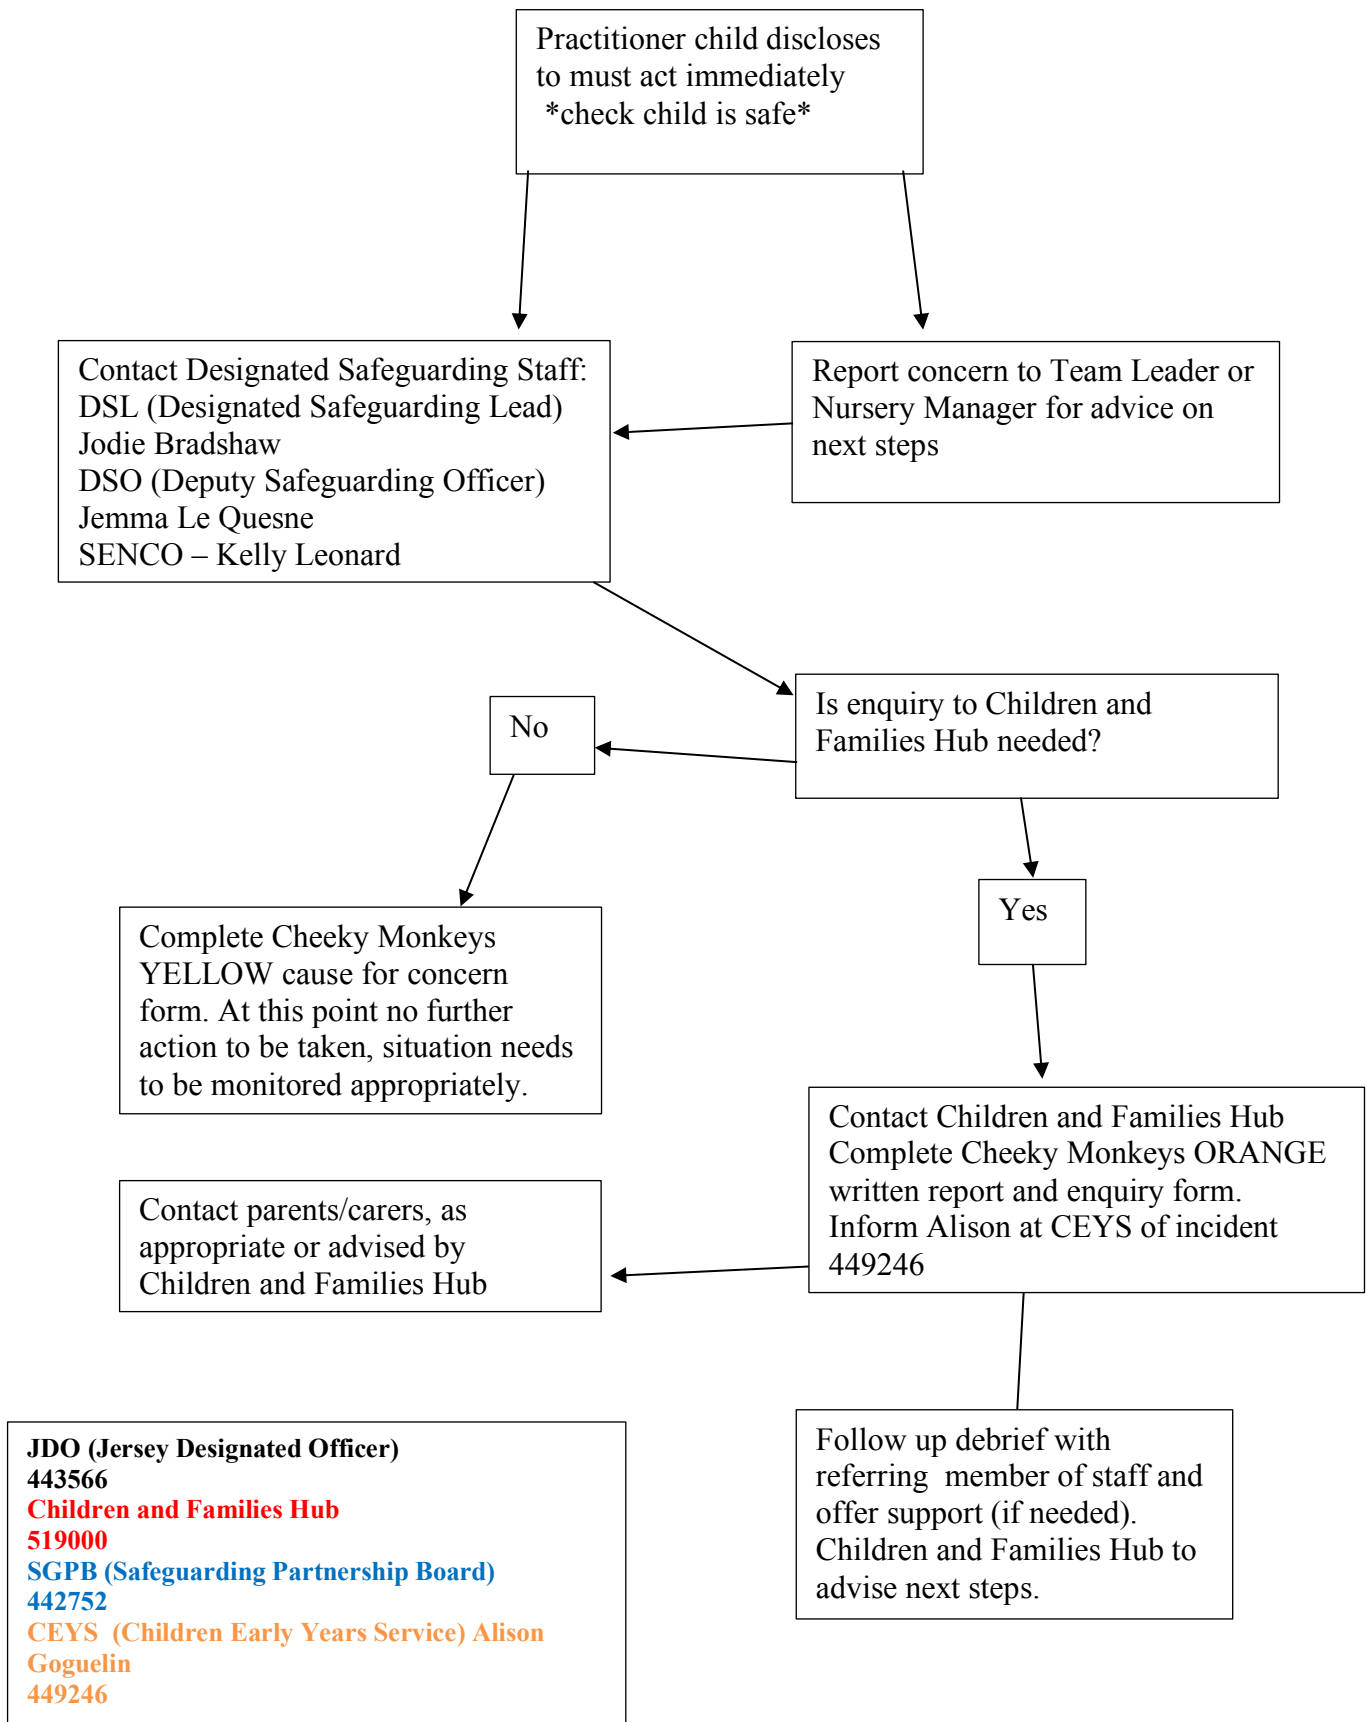 Practitioner child discloses
to must act immediately
*check child is safe*
Contact Designated Safeguarding Staff:
DSL (Designated Safeguarding Lead)
Jodie Bradshaw
DSO (Deputy Safeguarding Officer)
Jemma Le Quesne
SENCO – Kelly Leonard
Report concern to Team Leader or
Nursery Manager for advice on
next steps
Is enquiry to Children and
Families Hub needed?
No
Yes
Complete Cheeky Monkeys
YELLOW cause for concern
form. At this point no further
action to be taken, situation needs
to be monitored appropriately.
Contact Children and Families Hub
Complete Cheeky Monkeys ORANGE
written report and enquiry form.
Inform Alison at CEYS of incident
449246
Contact parents/carers, as
appropriate or advised by
Children and Families Hub
Follow up debrief with
referring  member of staff and
offer support (if needed).
Children and Families Hub to
advise next steps.
JDO (Jersey Designated Officer)
443566
Children and Families Hub
519000
SGPB (Safeguarding Partnership Board)
442752
CEYS  (Children Early Years Service) Alison
Goguelin
449246